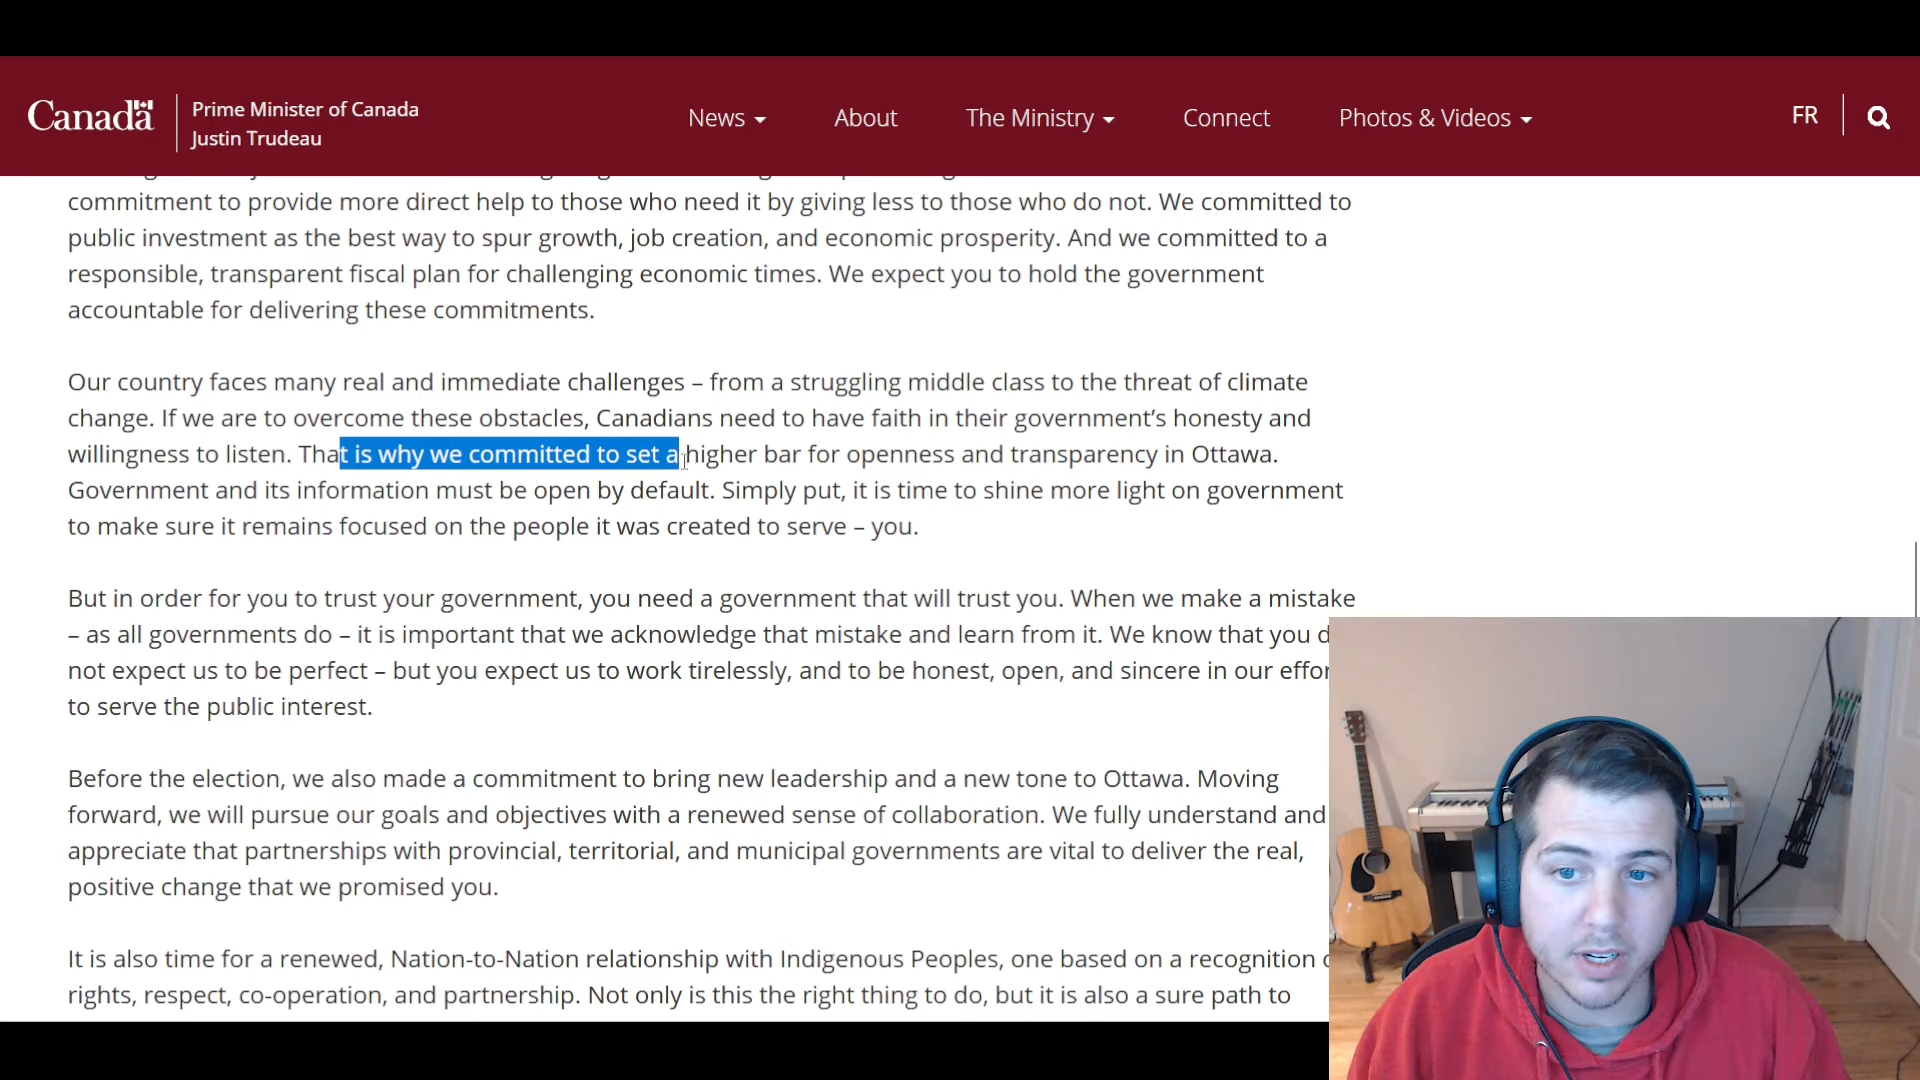 Canada
Prime Minister of Canada
Justin Trudeau
News
About
The Ministry
Connect
Photos & Videos
FR
commitment to provide more direct help to those who need it by giving less to those who do not. We committed to
public investment as the best way to spur growth, job creation, and economic prosperity. And we committed to a
responsible, transparent fiscal plan for challenging economic times. We expect you to hold the government
accountable for delivering these commitments.
Our country faces many real and immediate challenges – from a struggling middle class to the threat of climate
change. If we are to overcome these obstacles, Canadians need to have faith in their government’s honesty and
willingness to listen. That is why we committed to set a higher bar for openness and transparency in Ottawa.
Government and its information must be open by default. Simply put, it is time to shine more light on government
to make sure it remains focused on the people it was created to serve – you.
But in order for you to trust your government, you need a government that will trust you. When we make a mistake
– as all governments do – it is important that we acknowledge that mistake and learn from it. We know that you d
not expect us to be perfect – but you expect us to work tirelessly, and to be honest, open, and sincere in our effor
to serve the public interest.
Before the election, we also made a commitment to bring new leadership and a new tone to Ottawa. Moving
forward, we will pursue our goals and objectives with a renewed sense of collaboration. We fully understand and
appreciate that partnerships with provincial, territorial, and municipal governments are vital to deliver the real,
positive change that we promised you.
It is also time for a renewed, Nation-to-Nation relationship with Indigenous Peoples, one based on a recognition
rights, respect, co-operation, and partnership. Not only is this the right thing to do, but it is also a sure path to